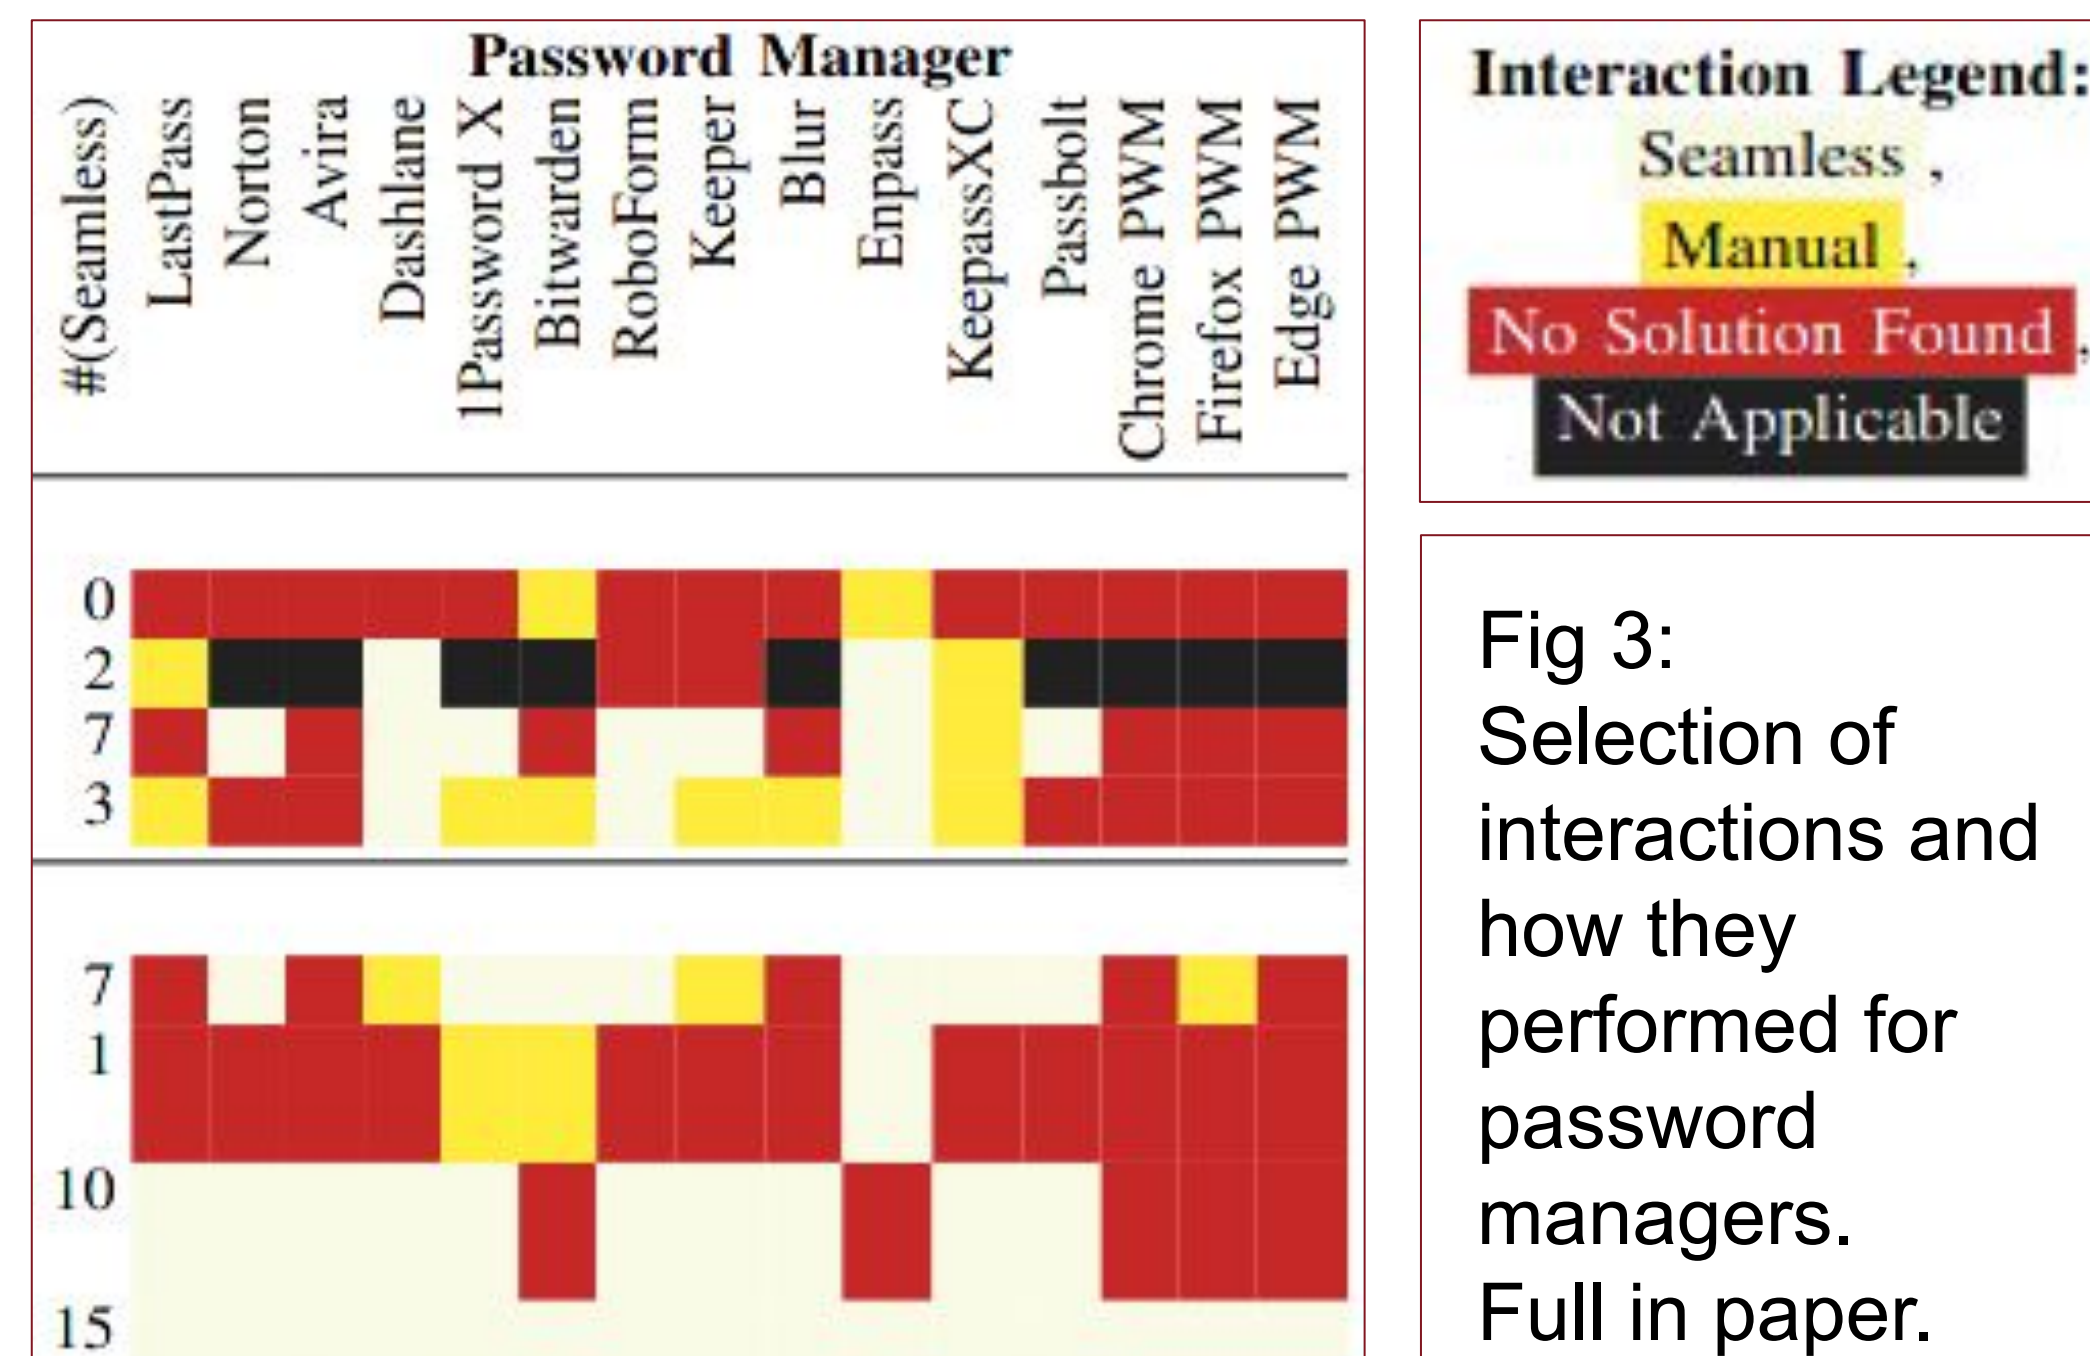 Password Manager
#(Seamless)
LastPass
Norton
Avira
Dashlane
1Password X
Bitwarden
RoboForm
Keeper
Blur
Enpass
KeepassXC
Passbolt
Chrome PWM
Firefox PWM
Edge PWM
0
2
7
3
7
1
10
15
Interaction Legend:
Seamless ,
Manual ,
No Solution Found ,
Not Applicable
Fig 3:
Selection of
interactions and
how they
performed for
password
managers.
Full in paper.